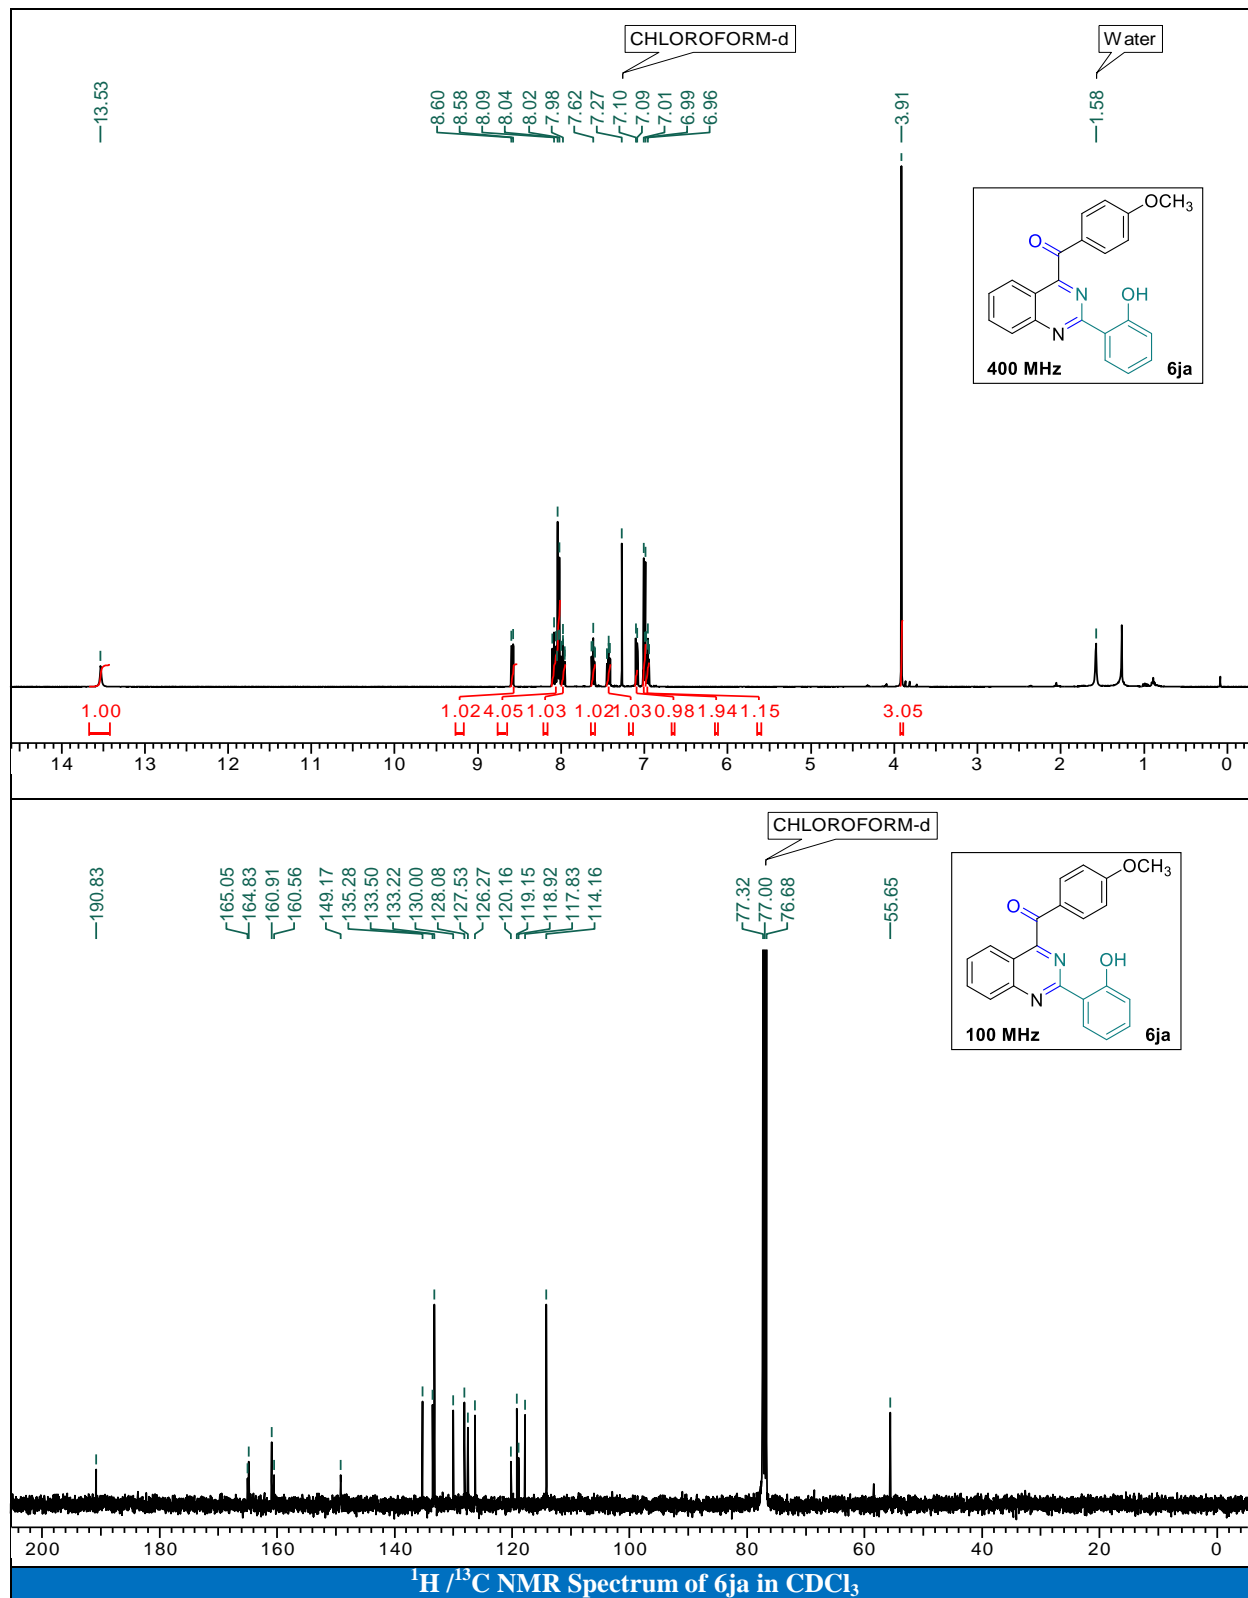 CHLOROFORM-d
Water
13.53
8.60
8.58
8.09
8.04
8.02
7.98
7.62
7.27
7.10
7.09
7.01
6.99
6.96
3.91
1.58
OCH3
O
N
OH
N
400 MHz 6ja
1.00 1.02 4.05 1.03 1.02 1.03 0.98 1.94 1.15 3.05
14 13 12 11 10 9 8 7 6 5 4 3 2 1 0
CHLOROFORM-d
190.83
165.05
164.83
160.91
160.56
149.17
135.28
133.50
133.22
130.00
128.08
127.53
126.27
120.16
119.15
118.92
117.83
114.16
77.32
77.00
76.68
55.65
OCH3
O
N
OH
N
100 MHz 6ja
200 180 160 140 120 100 80 60 40 20 0
1H /13C NMR Spectrum of 6ja in CDCl3